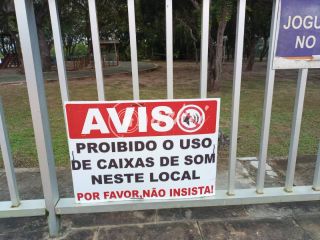 AVISO
PROIBIDO O USO
DE CAIXAS DE SOM
NESTE LOCAL
POR FAVOR, NÃO INSISTA!
JOGU
NO